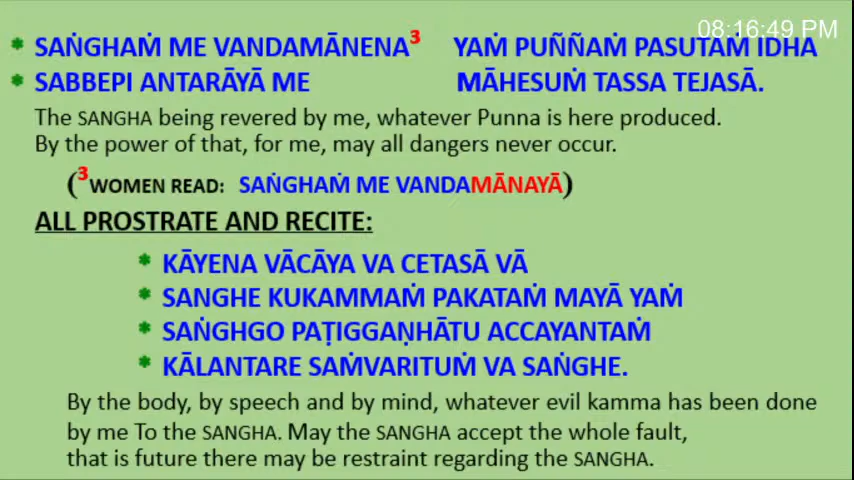 08:16:49 PM
* SAṄGHAṀ ME VANDAMĀNENA³ YAṀ PUÑÑAṀ PASUTAṀ IDHA
* SABBEPI ANTARĀYĀ ME MĀHESUṀ TASSA TEJASĀ.
The SANGHA being revered by me, whatever Punna is here produced.
By the power of that, for me, may all dangers never occur.
(³WOMEN READ: SAṄGHAṀ ME VANDAMĀNAYĀ)
ALL PROSTRATE AND RECITE:
* KĀYENA VĀCĀYA VA CETASĀ VĀ
* SANGHE KUKAMMAṀ PAKATAṀ MAYĀ YAṀ
* SAṄGHGO PAṬIGGAṆHĀTU ACCAYANTAṀ
* KĀLANTARE SAṀVARITUṀ VA SAṄGHE.
By the body, by speech and by mind, whatever evil kamma has been done
by me To the SANGHA. May the SANGHA accept the whole fault,
that is future there may be restraint regarding the SANGHA.